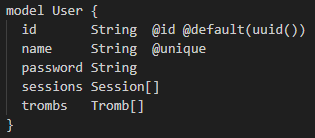 model User {
  id       String  @id @default(uuid())
  name     String  @unique
  password String
  sessions Session[]
  trombs   Tromb[]
}